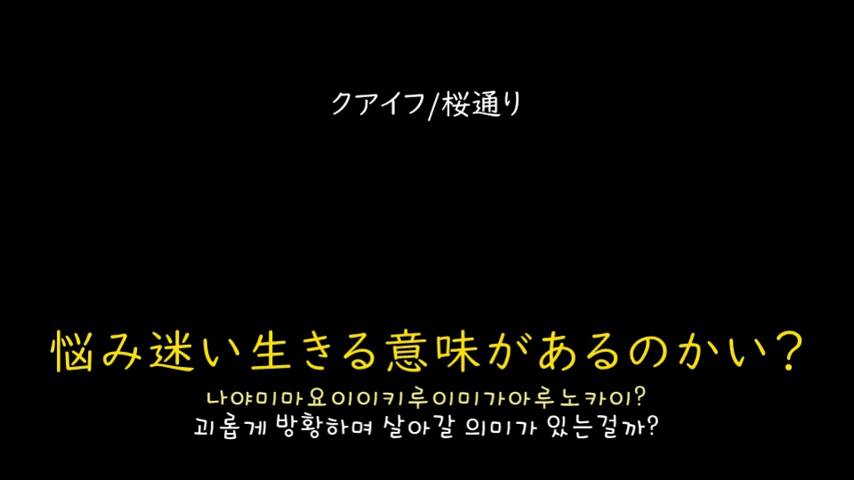 クアイフ/桜通り
悩み迷い生きる意味があるのかい?
나야미마요이이키루이미가아루노카이?
괴롭게 방황하며 살아갈 의미가 있는걸까?